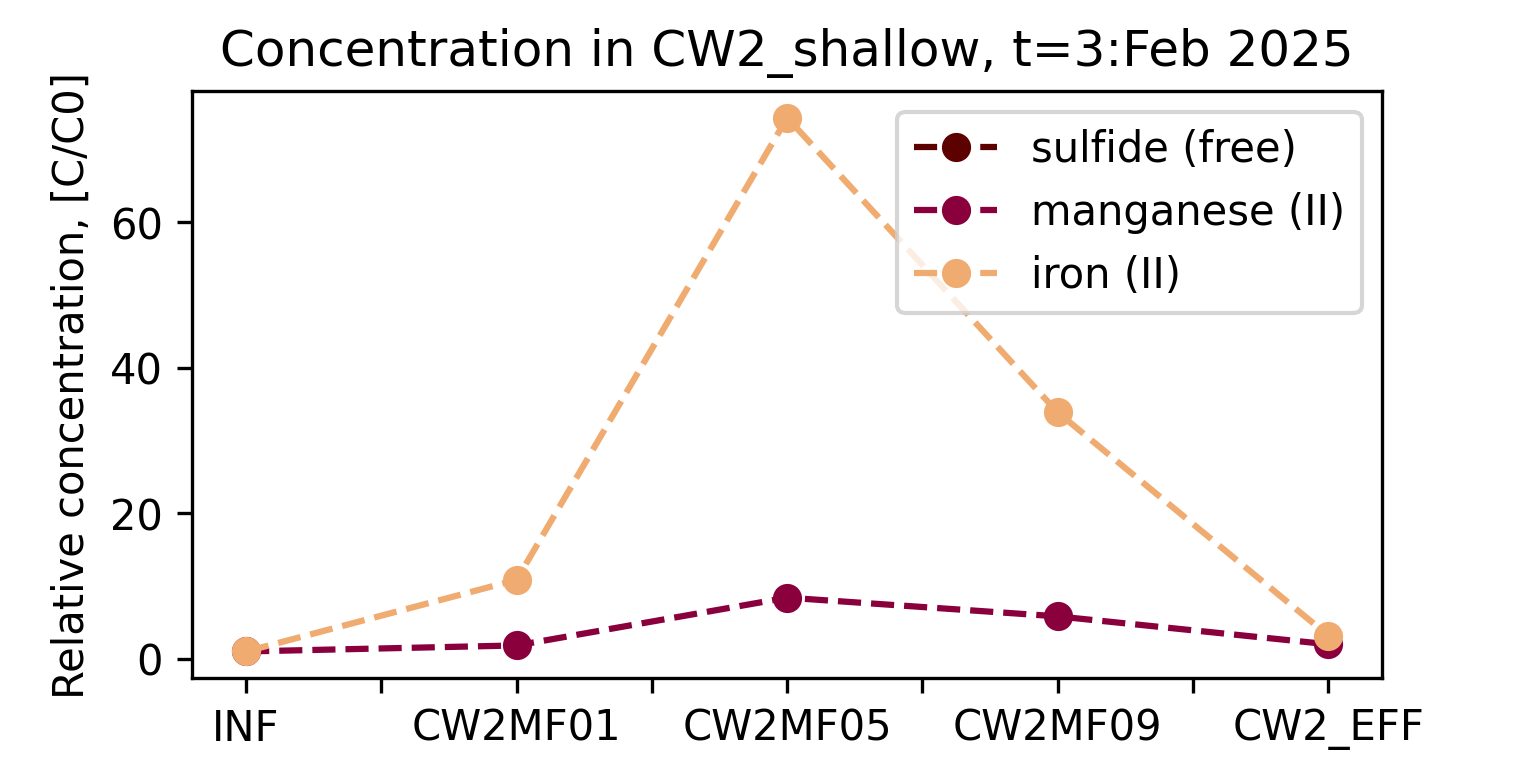 Concentration in CW2_shallow, t=3:Feb 2025
Relative concentration, [C/C0]
60
40
20
0
sulfide (free)
manganese (II)
iron (II)
INF
CW2MF01
CW2MF05
CW2MF09
CW2_EFF